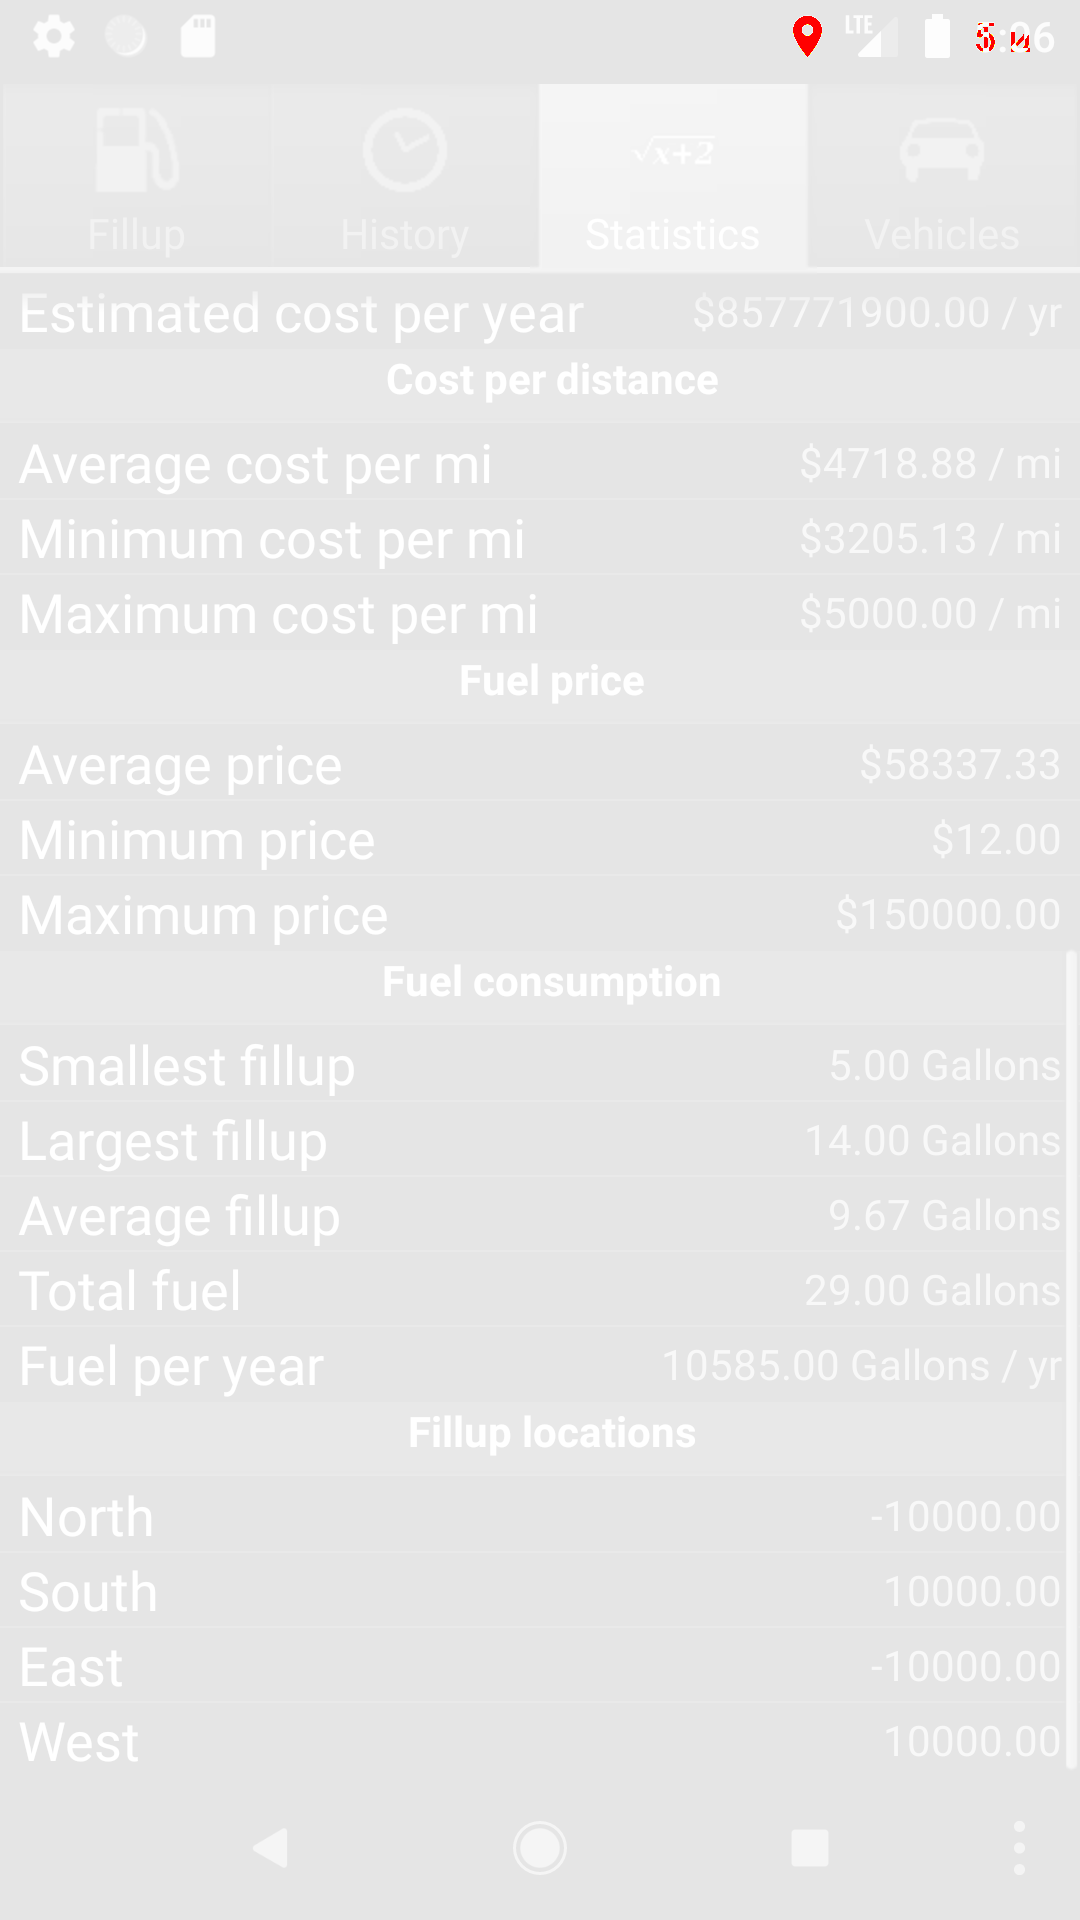 LTE
Fillup History √x+2 Statistics Vehicles
Estimated cost per year $857771900.00 / yr
Cost per distance
Average cost per mi $4718.88 / mi
Minimum cost per mi $3205.13 / mi
Maximum cost per mi $5000.00 / mi
Fuel price
Average price $58337.33
Minimum price $12.00
Maximum price $150000.00
Fuel consumption
Smallest fillup 5.00 Gallons
Largest fillup 14.00 Gallons
Average fillup 9.67 Gallons
Total fuel 29.00 Gallons
Fuel per year 10585.00 Gallons / yr
Fillup locations
North -10000.00
South 10000.00
East -10000.00
West 10000.00